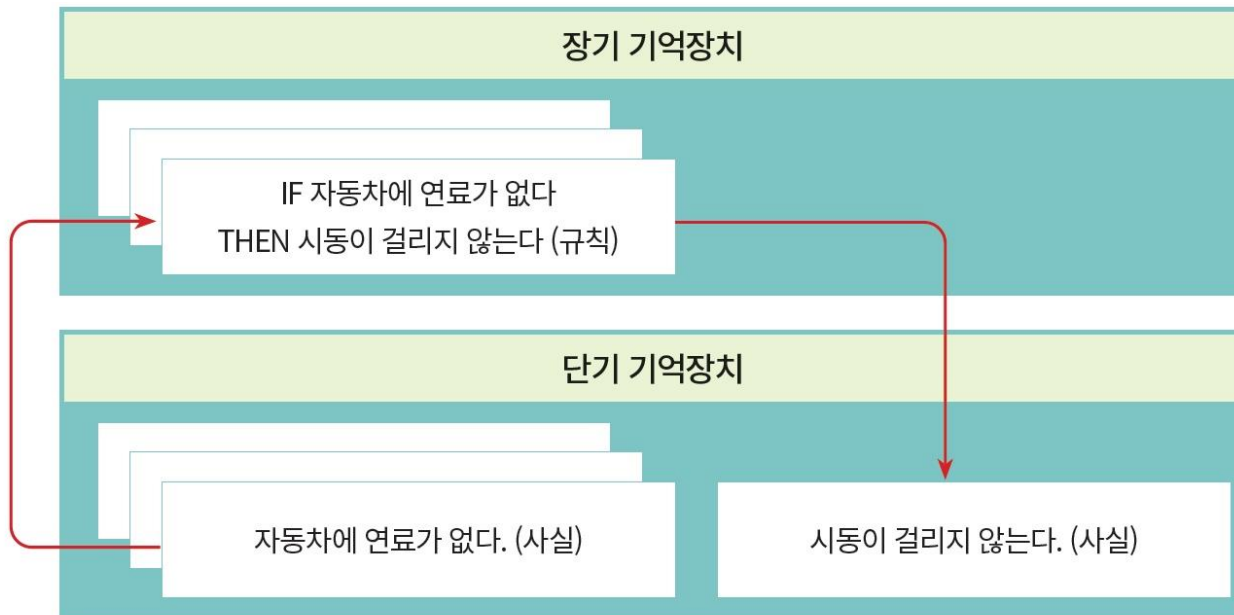 장기 기억장치
IF 자동차에 연료가 없다
THEN 시동이 걸리지 않는다 (규칙)
단기 기억장치
자동차에 연료가 없다. (사실)
시동이 걸리지 않는다. (사실)